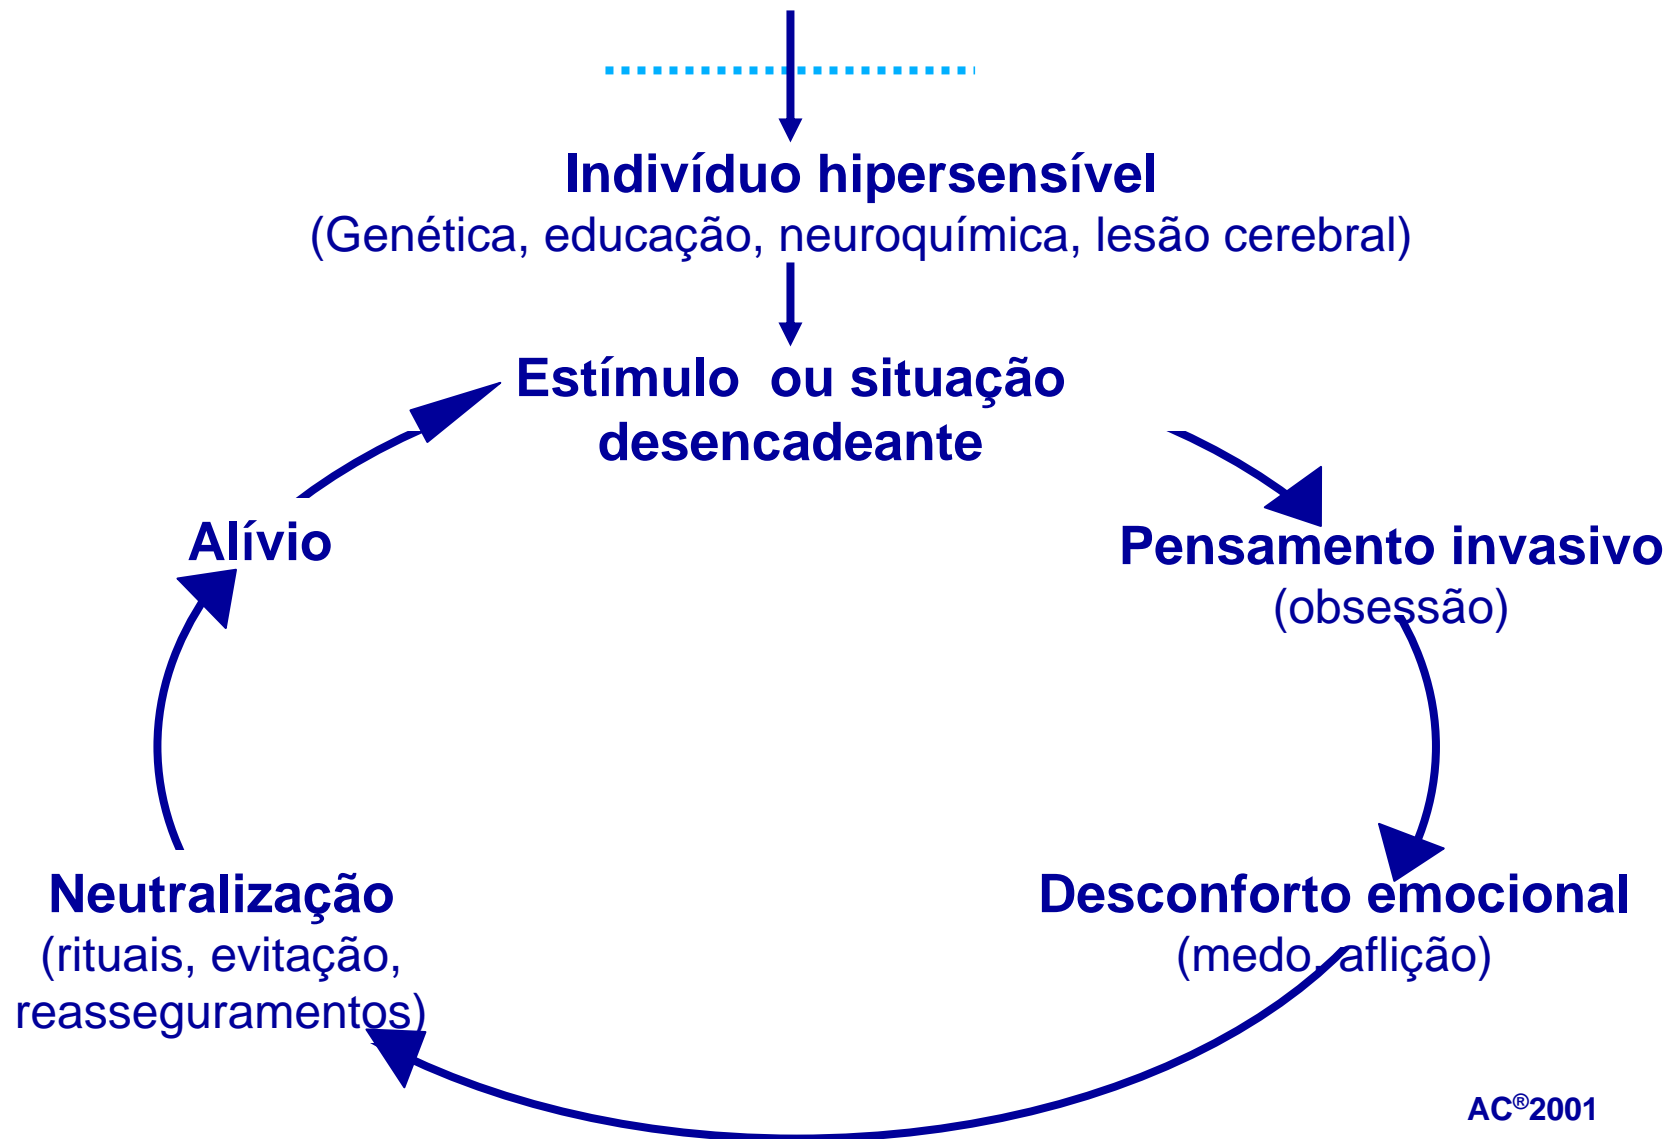 Indivíduo hipersensível
(Genética, educação, neuroquímica, lesão cerebral)
Estímulo ou situação
desencadeante
Alívio
Pensamento invasivo
(obsessão)
Neutralização
(rituais, evitação,
reasseguramentos)
Desconforto emocional
(medo, aflição)
AC®2001